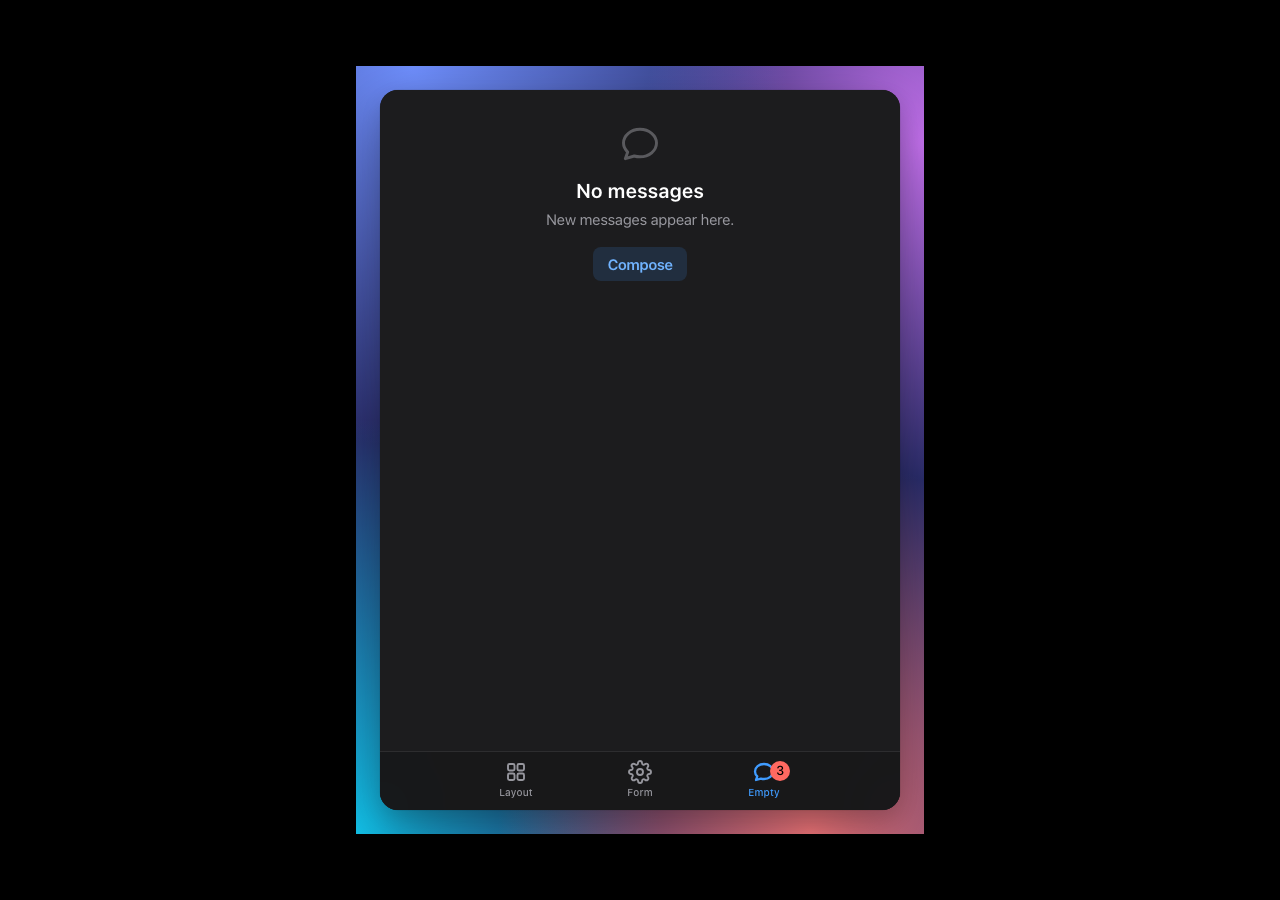 No messages
New messages appear here.
Compose
3
Layout
Form
Empty